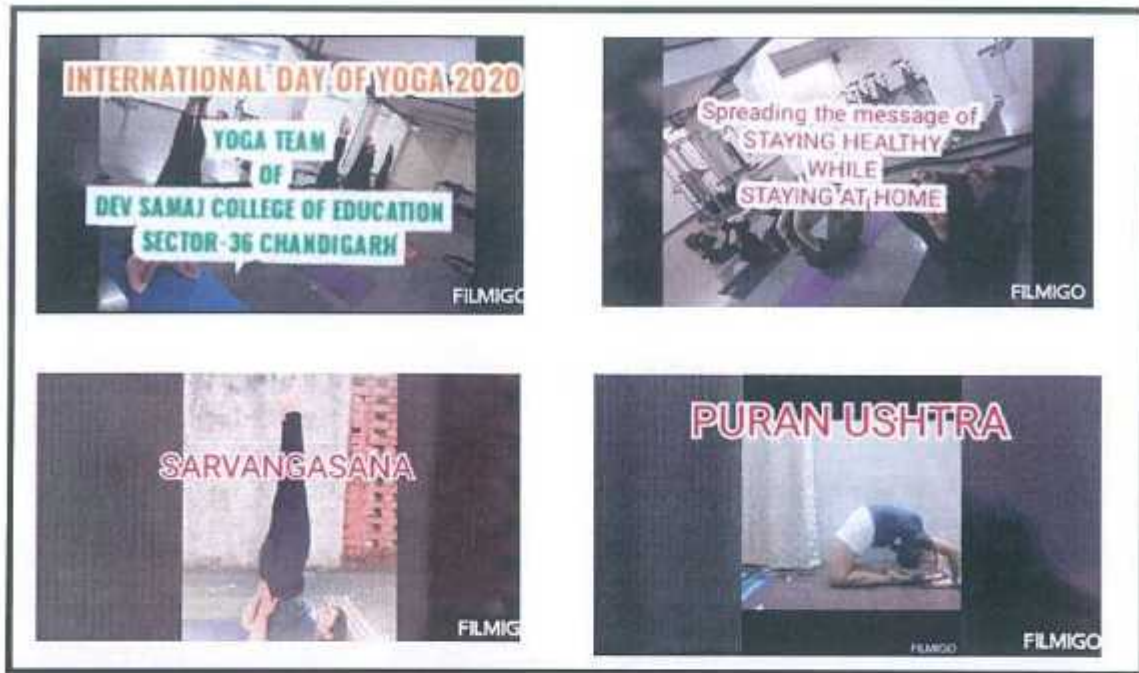 INTERNATIONAL DAY OF YOGA 2020
YOGA TEAM
OF
DEV SAMAJ COLLEGE OF EDUCATION
SECTOR-36 CHANDIGARH
FILMIGO
Spreading the message of
STAYING HEALTHY
WHILE
STAYING AT HOME
FILMIGO
SARVANGASANA
FILMIG
PURAN USHTRA
FILMIGO
FILMIGO